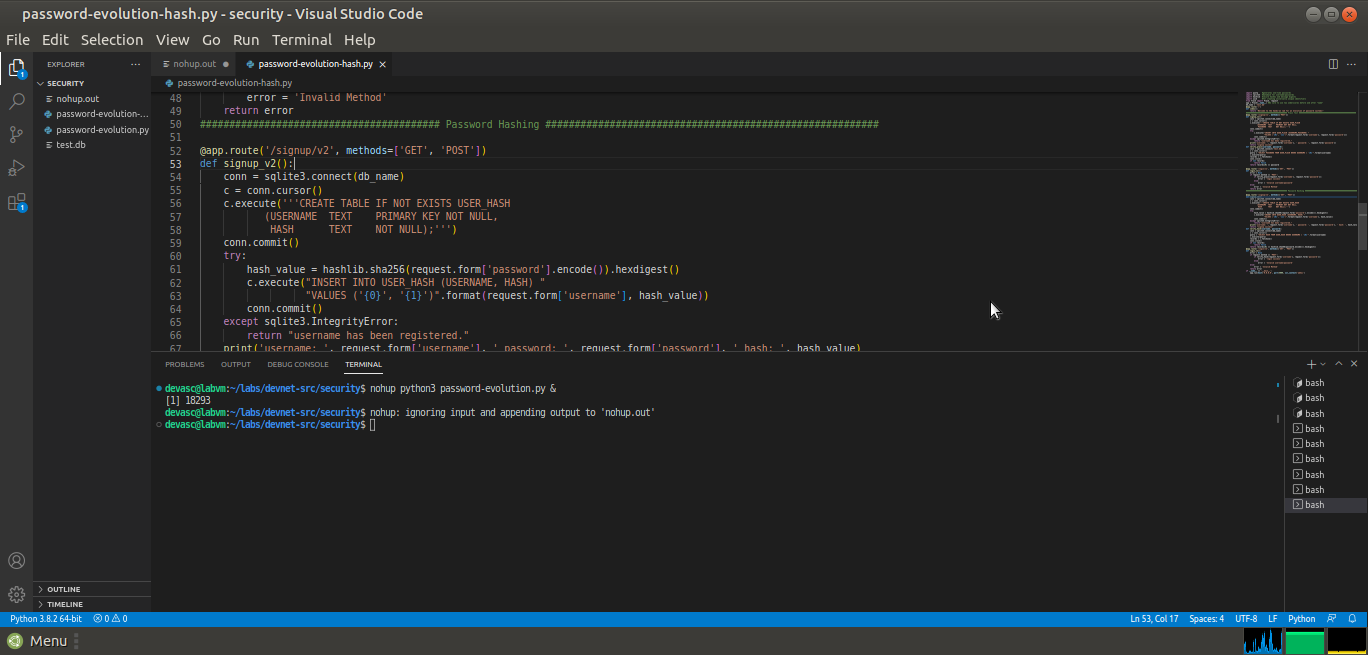 password-evolution-hash.py - security - Visual Studio Code
File Edit Selection View Go Run Terminal Help
EXPLORER
SECURITY
nohup.out
password-evolution-...
password-evolution.py
test.db
OUTLINE
TIMELINE
nohup.out
password-evolution-hash.py
password-evolution-hash.py
48 error = 'Invalid Method'
49 return error
50 ######################################### Password Hashing #########################################################
51
52 @app.route('/signup/v2', methods=['GET', 'POST'])
53 def signup_v2():
54 conn = sqlite3.connect(db_name)
55 c = conn.cursor()
56 c.execute('''CREATE TABLE IF NOT EXISTS USER_HASH
57 (USERNAME TEXT PRIMARY KEY NOT NULL,
58 HASH TEXT NOT NULL);''')
59 conn.commit()
60 try:
61 hash_value = hashlib.sha256(request.form['password'].encode()).hexdigest()
62 c.execute("INSERT INTO USER_HASH (USERNAME, HASH) "
63 "VALUES ('{0}', '{1}')".format(request.form['username'], hash_value))
64 conn.commit()
65 except sqlite3.IntegrityError:
66 return "username has been registered."
67 print('username: ', request.form['username'], ' password: ', request.form['password'], ' hash: ', hash_value)
PROBLEMS OUTPUT DEBUG CONSOLE TERMINAL
devasc@labvm:~/labs/devnet-src/security$ nohup python3 password-evolution.py &
[1] 18293
devasc@labvm:~/labs/devnet-src/security$ nohup: ignoring input and appending output to 'nohup.out'
devasc@labvm:~/labs/devnet-src/security$
bash
bash
bash
bash
bash
bash
bash
bash
bash
Python 3.8.2 64-bit 0 0 Ln 53, Col 17 Spaces: 4 UTF-8 LF Python
Menu